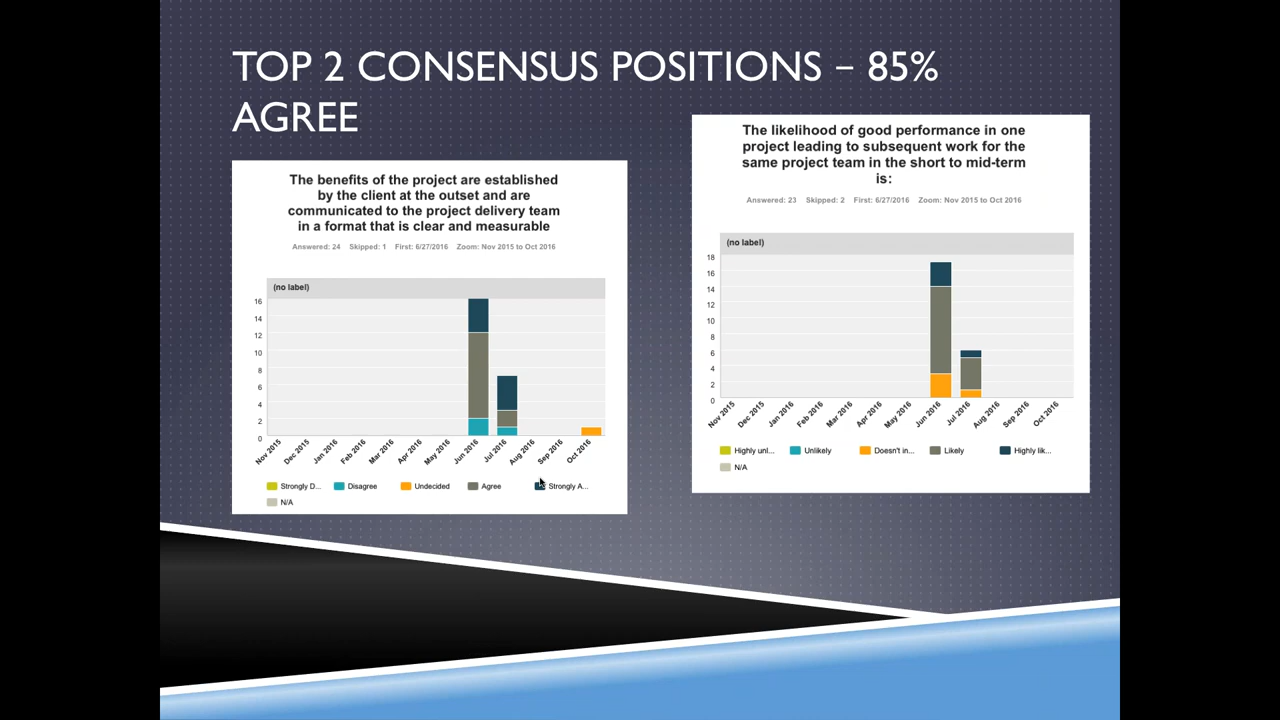 TOP 2 CONSENSUS POSITIONS – 85%
AGREE
The benefits of the project are established
by the client at the outset and are
communicated to the project delivery team
in a format that is clear and measurable
Answered: 24 Skipped: 1 First: 6/27/2016 Zoom: Nov 2015 to Oct 2016
(no label)
16
14
12
10
8
6
4
2
0
Nov 2015
Dec 2015
Jan 2016
Feb 2016
Mar 2016
Apr 2016
May 2016
Jun 2016
Jul 2016
Aug 2016
Sep 2016
Oct 2016
Strongly D... Disagree Undecided Agree Strongly A...
N/A
The likelihood of good performance in one
project leading to subsequent work for the
same project team in the short to mid-term
is:
Answered: 23 Skipped: 2 First: 6/27/2016 Zoom: Nov 2015 to Oct 2016
(no label)
18
16
14
12
10
8
6
4
2
0
Nov 2015
Dec 2015
Jan 2016
Feb 2016
Mar 2016
Apr 2016
May 2016
Jun 2016
Jul 2016
Aug 2016
Sep 2016
Oct 2016
Highly unl... Unlikely Doesn't in... Likely Highly lik...
N/A